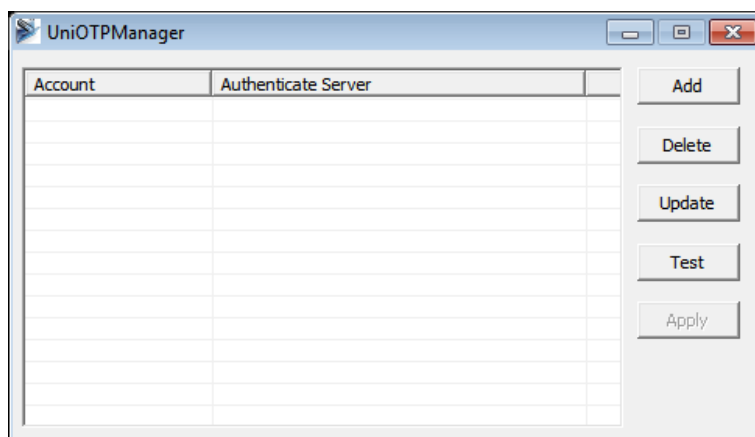 UniOTPManager
Account Authenticate Server
Add
Delete
Update
Test
Apply